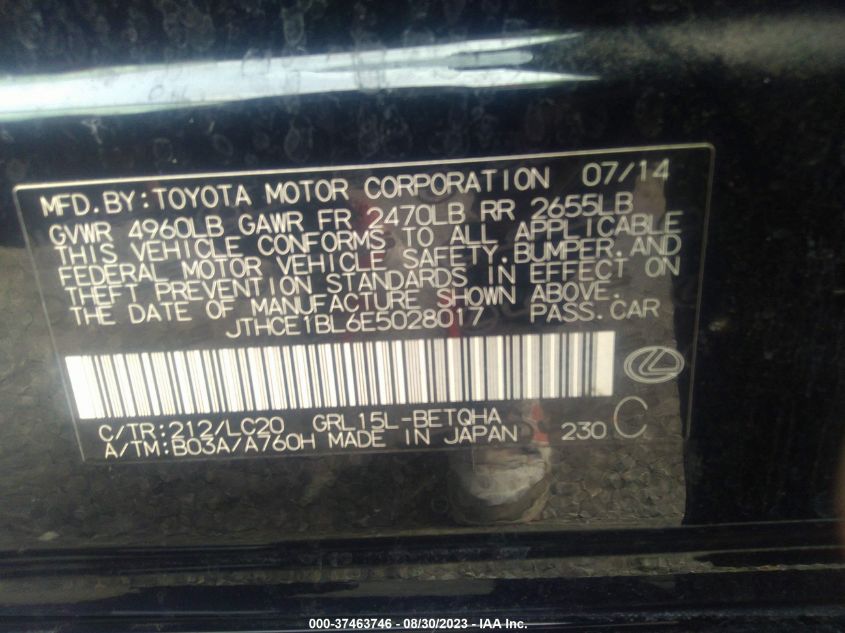 MFD.BY:TOYOTA MOTOR CORPORATION 07/14
GVWR 4960LB GAWR FR 2470LB RR 2655LB
THIS VEHICLE CONFORMS TO ALL APPLICABLE
FEDERAL MOTOR VEHICLE SAFETY.BUMPER.AND
THEFT PREVENTION STANDARDS IN EFFECT ON
THE DATE OF MANUFACTURE SHOWN ABOVE.
JTHCE1BL6E5028017 PASS.CAR
C/TR:212/LC20 GRL15L-BETQHA
A/TM:B03A/A760H MADE IN JAPAN 230 C
000-37463746 - 08/30/2023 - IAA Inc.